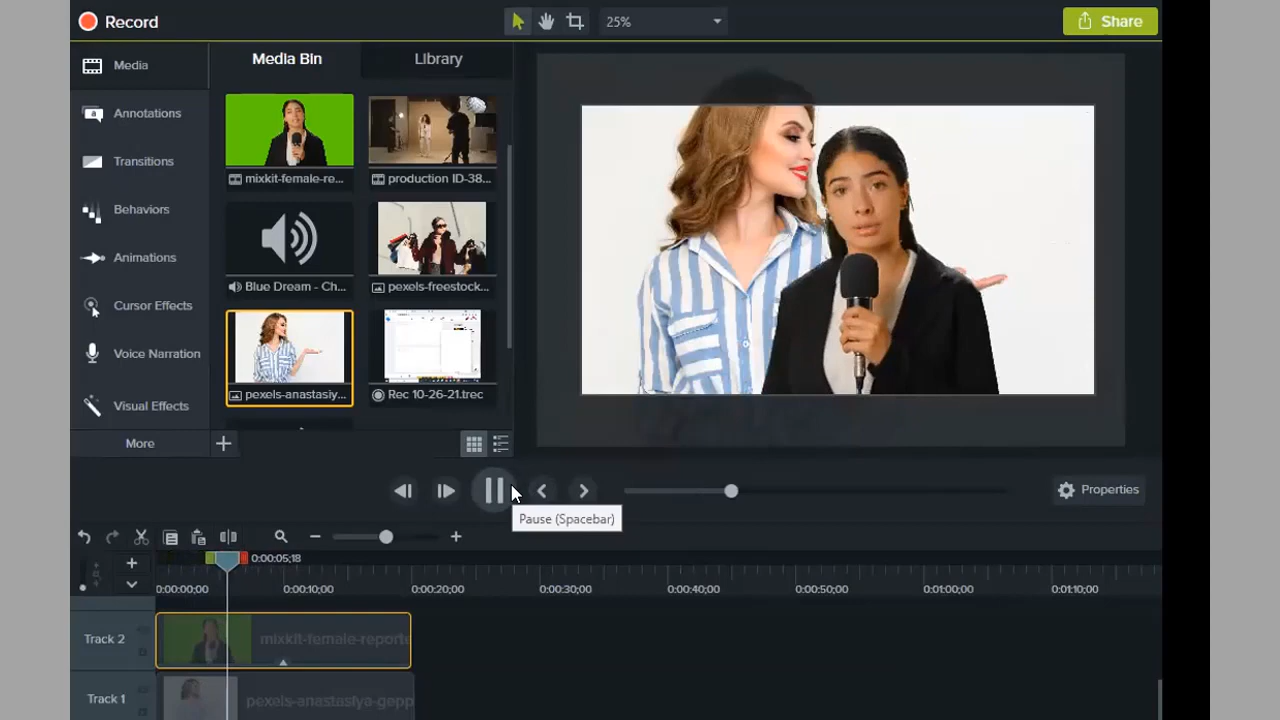 Record
25%
Share
Media
Media Bin
Library
Annotations
Transitions
mixkit-female-re...
production ID-38...
Behaviors
Animations
Blue Dream - Ch...
pexels-freestock...
Cursor Effects
Voice Narration
Visual Effects
pexels-anastasiy...
Rec 10-26-21.trec
More
Properties
Pause (Spacebar)
0:00:05;18
0:00:00;00
0:00:10;00
0:00:20;00
0:00:30;00
0:00:40;00
0:00:50;00
0:01:00;00
0:01:10;00
Track 2
mixkit-female-reporte
Track 1
pexels-anastasiya-gepp